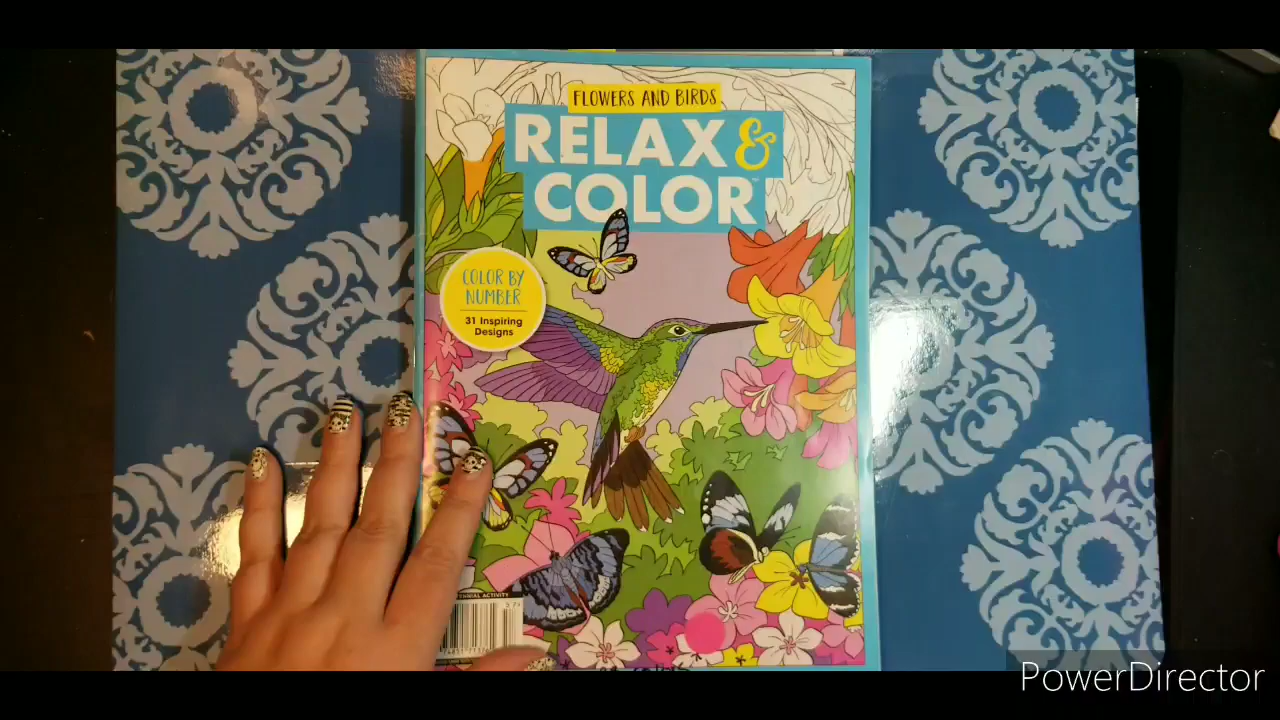 FLOWERS AND BIRDS
RELAX &
COLOR
COLOR BY
NUMBER
31 Inspiring
Designs
PowerDirector